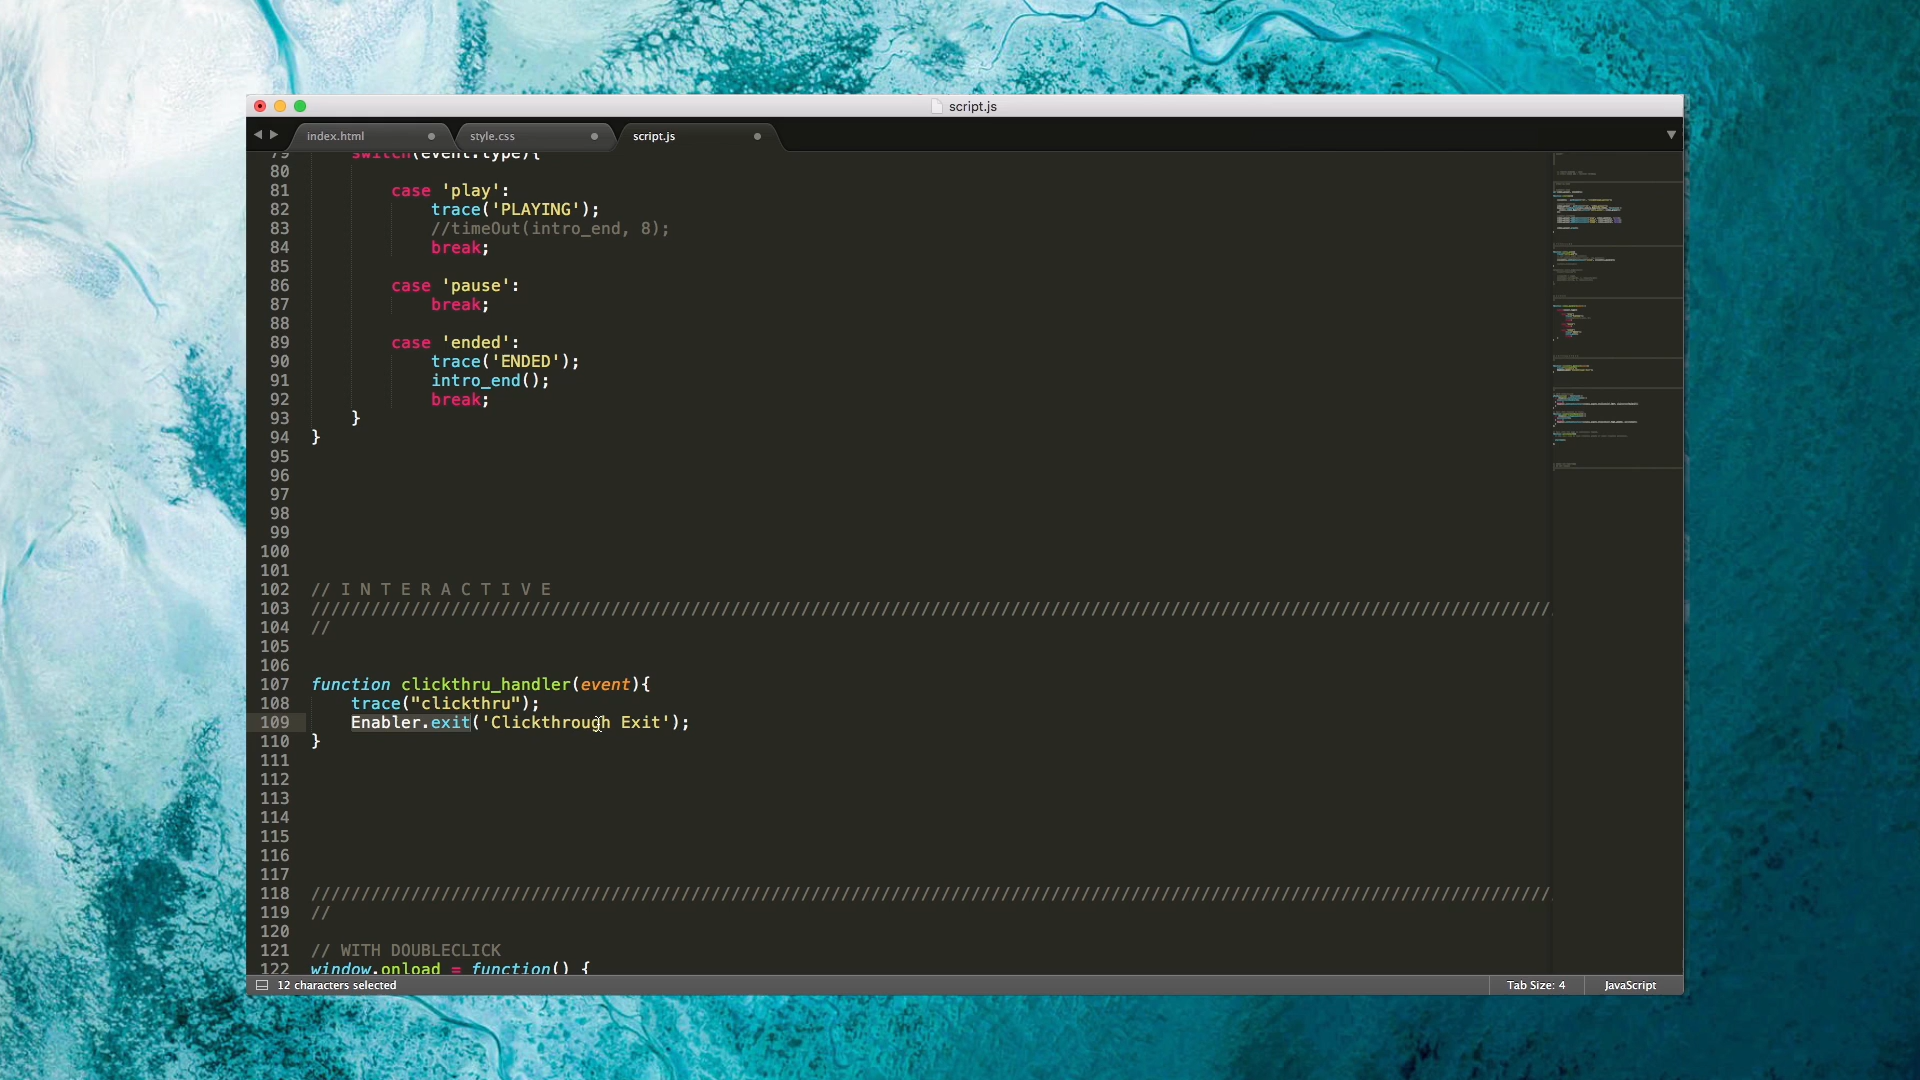 script.js
index.html
style.css
script.js
79 switch(event.type){
80
81 case 'play':
82 trace('PLAYING');
83 //timeOut(intro_end, 8);
84 break;
85
86 case 'pause':
87 break;
88
89 case 'ended':
90 trace('ENDED');
91 intro_end();
92 break;
93 }
94 }
95
96
97
98
99
100
101
102 // I N T E R A C T I V E
103 ////////////////////////////////////////////////////////////////////////////////////////////////////////////////////////////
104 //
105
106
107 function clickthru_handler(event){
108 trace("clickthru");
109 Enabler.exit('Clickthrough Exit');
110 }
111
112
113
114
115
116
117
118 ////////////////////////////////////////////////////////////////////////////////////////////////////////////////////////////
119 //
120
121 // WITH DOUBLECLICK
122 window.onload = function() {
12 characters selected
Tab Size: 4
JavaScript